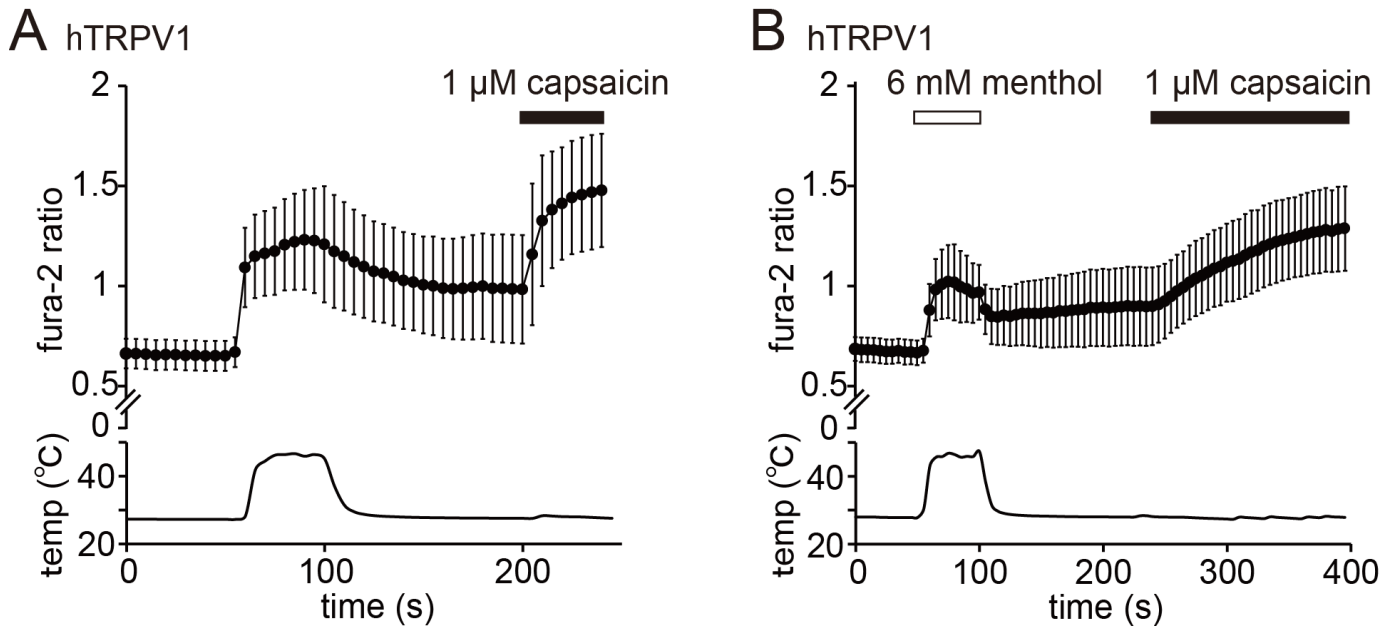 A hTRPV1
1 µM capsaicin
2
1.5
1
0.5
0
fura-2 ratio
40
20
temp (°C)
0 100 200
time (s)
B hTRPV1
6 mM menthol 1 µM capsaicin
2
1.5
1
0.5
0
fura-2 ratio
40
20
temp (°C)
0 100 200 300 400
time (s)